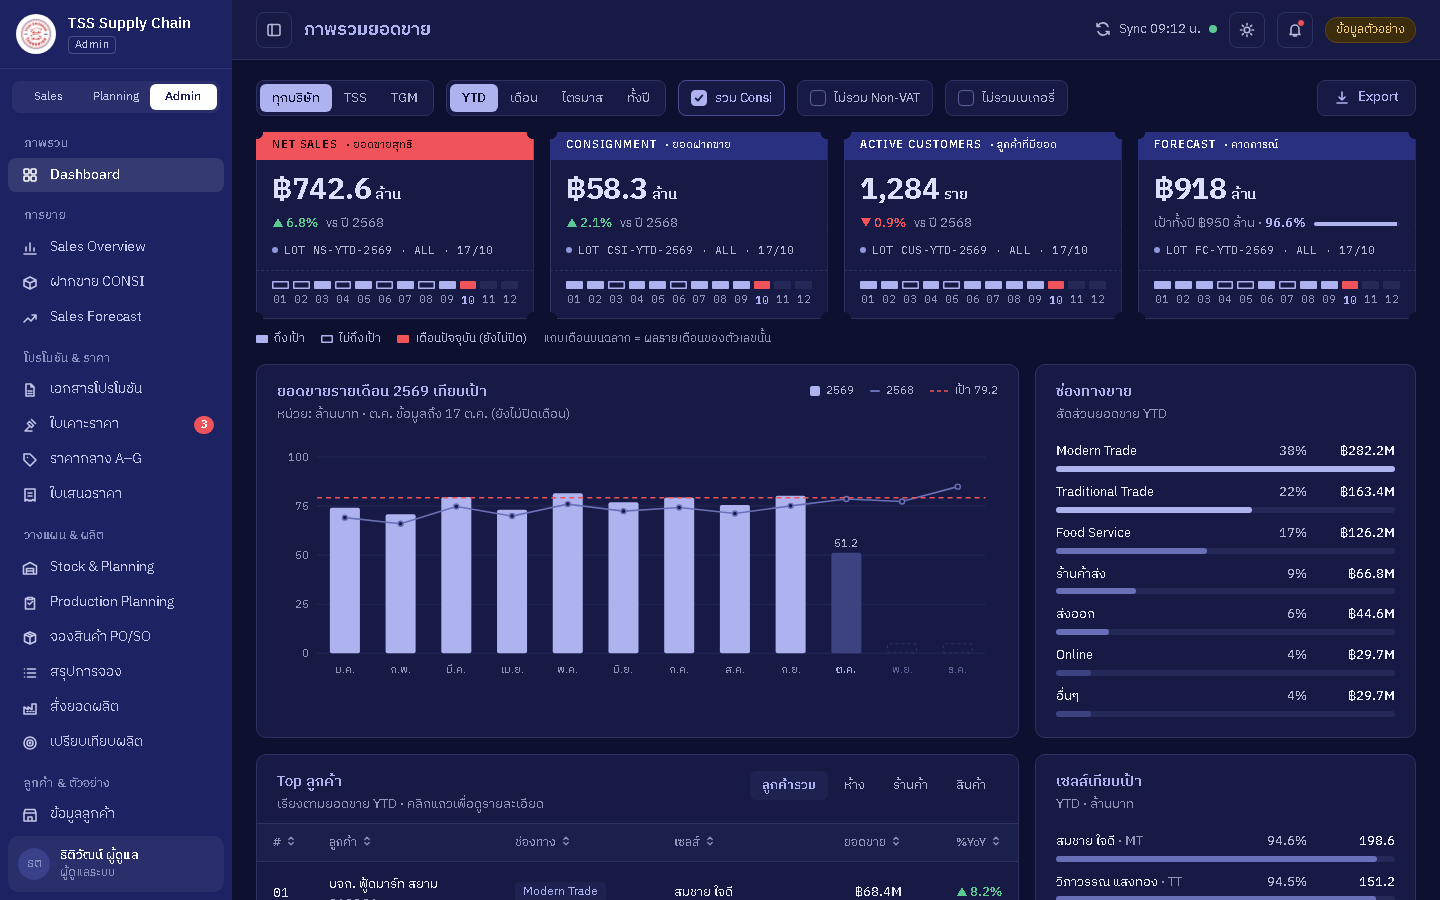 TSS Supply Chain
Admin
Sales Planning Admin
ภาพรวม
Dashboard
การขาย
Sales Overview
ฝากขาย CONSI
Sales Forecast
โปรโมชัน & ราคา
เอกสารโปรโมชัน
ใบเคาะราคา 3
ราคากลาง A–G
ใบเสนอราคา
วางแผน & ผลิต
Stock & Planning
Production Planning
จองสินค้า PO/SO
สรุปการจอง
สั่งยอดผลิต
เปรียบเทียบผลิต
ลูกค้า & ตัวอย่าง
ข้อมูลลูกค้า
ธต
ธิติวัฒน์ ผู้ดูแล
ผู้ดูแลระบบ
ภาพรวมยอดขาย
Sync 09:12 น.
ข้อมูลตัวอย่าง
ทุกบริษัท TSS TGM
YTD เดือน ไตรมาส ทั้งปี
รวม Consi
ไม่รวม Non-VAT
ไม่รวมเบเกอรี่
Export
NET SALES · ยอดขายสุทธิ
฿742.6 ล้าน
▲6.8% vs ปี 2568
LOT NS-YTD-2569 · ALL · 17/10
01 02 03 04 05 06 07 08 09 10 11 12
CONSIGNMENT · ยอดฝากขาย
฿58.3 ล้าน
▲2.1% vs ปี 2568
LOT CSI-YTD-2569 · ALL · 17/10
01 02 03 04 05 06 07 08 09 10 11 12
ACTIVE CUSTOMERS · ลูกค้าที่มียอด
1,284 ราย
▼0.9% vs ปี 2568
LOT CUS-YTD-2569 · ALL · 17/10
01 02 03 04 05 06 07 08 09 10 11 12
FORECAST · คาดการณ์
฿918 ล้าน
เป้าทั้งปี ฿950 ล้าน · 96.6%
LOT FC-YTD-2569 · ALL · 17/10
01 02 03 04 05 06 07 08 09 10 11 12
ถึงเป้า ไม่ถึงเป้า เดือนปัจจุบัน (ยังไม่ปิด) แถบเดือนบนฉลาก = ผลรายเดือนของตัวเลขนั้น
ยอดขายรายเดือน 2569 เทียบเป้า
หน่วย: ล้านบาท · ต.ค. ข้อมูลถึง 17 ต.ค. (ยังไม่ปิดเดือน)
2569 2568 เป้า 79.2
100
75
50
25
0
51.2
ม.ค. ก.พ. มี.ค. เม.ย. พ.ค. มิ.ย. ก.ค. ส.ค. ก.ย. ต.ค. พ.ย. ธ.ค.
ช่องทางขาย
สัดส่วนยอดขาย YTD
Modern Trade 38% ฿282.2M
Traditional Trade 22% ฿163.4M
Food Service 17% ฿126.2M
ร้านค้าส่ง 9% ฿66.8M
ส่งออก 6% ฿44.6M
Online 4% ฿29.7M
อื่นๆ 4% ฿29.7M
Top ลูกค้า
เรียงตามยอดขาย YTD · คลิกแถวเพื่อดูรายละเอียด
ลูกค้ารวม ห้าง ร้านค้า สินค้า
# ลูกค้า ช่องทาง เซลส์ ยอดขาย %YoY
01 บจก. ฟู้ดมาร์ท สยาม Modern Trade สมชาย ใจดี ฿68.4M ▲8.2%
เซลส์เทียบเป้า
YTD · ล้านบาท
สมชาย ใจดี · MT 94.6% 198.6
วิภาวรรณ แสงทอง · TT 94.5% 151.2